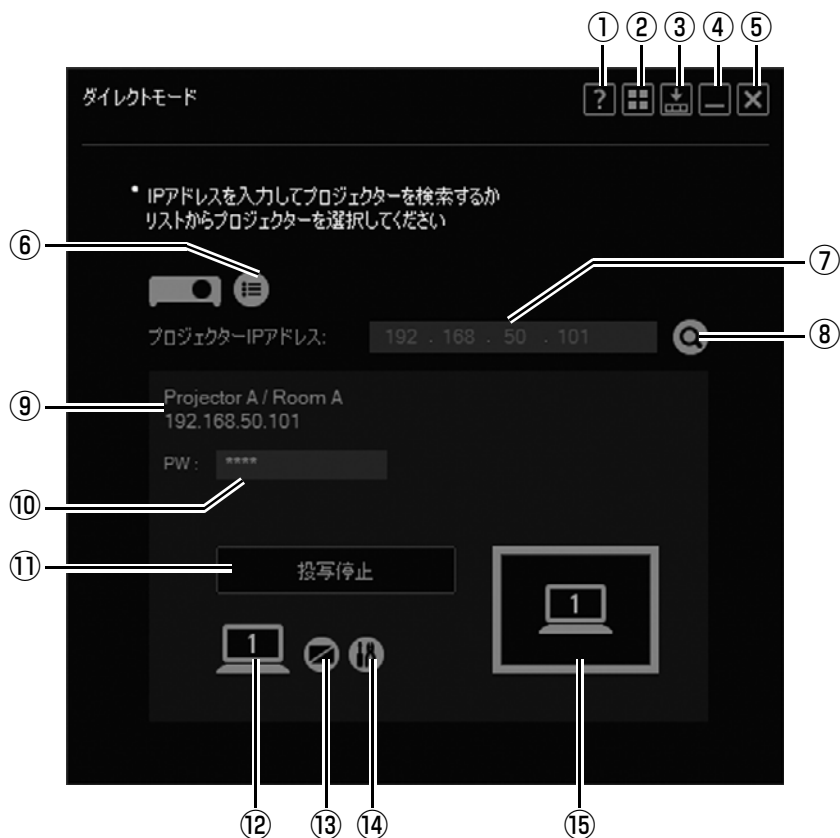 ① ② ③ ④ ⑤
ダイレクトモード
?
• IPアドレスを入力してプロジェクターを検索するか
リストからプロジェクターを選択してください
⑥
⑦
プロジェクターIPアドレス: 192 . 168 . 50 . 101
⑧
⑨
Projector A / Room A
192.168.50.101
PW : ****
⑩
⑪
投写停止
1
1
⑫ ⑬ ⑭ ⑮